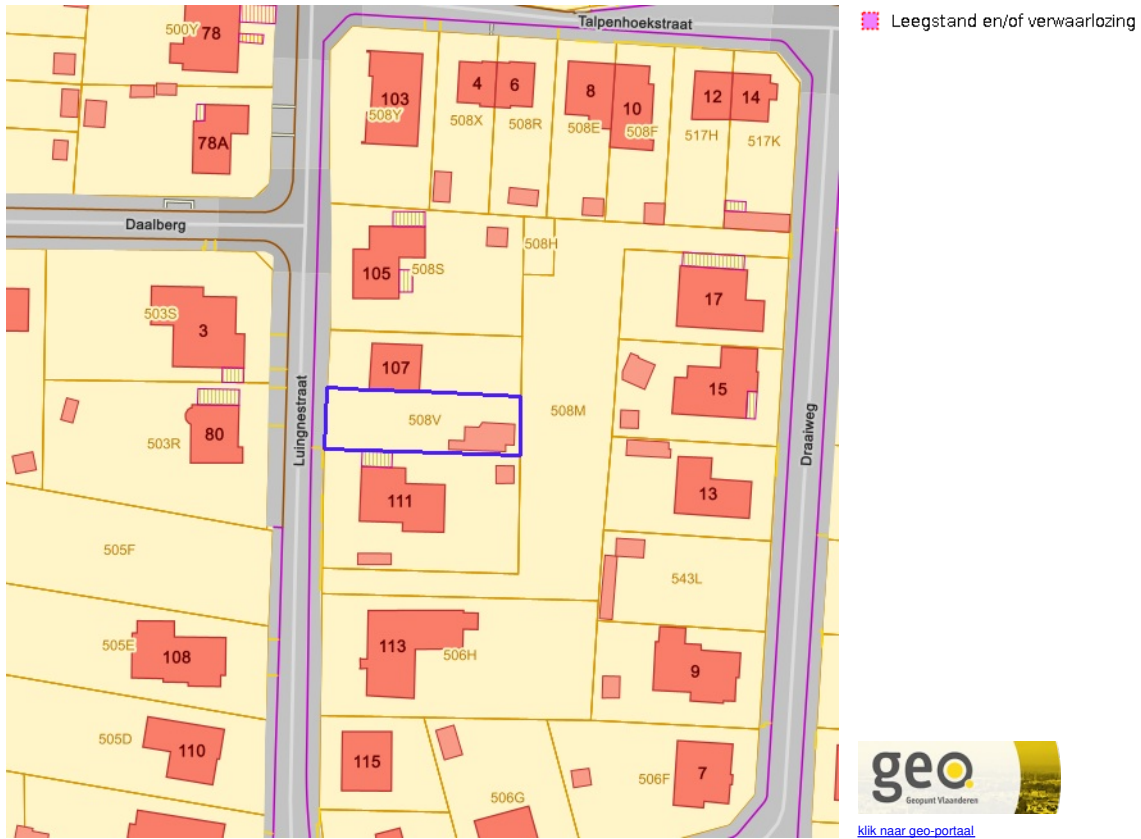 Talpenhoekstraat
Leegstand en/of verwaarlozing
500Y
78
103
508Y
4
6
508X
508R
8
10
508E
508F
12
14
517H
517K
78A
Daalberg
508H
105
508S
17
503S
3
107
15
508V
508M
Luingnestraat
Draaiweg
80
503R
111
13
505F
543L
505E
108
113
506H
9
505D
110
115
506G
506F
7
geo
Geopunt Vlaanderen
klik naar geo-portaal